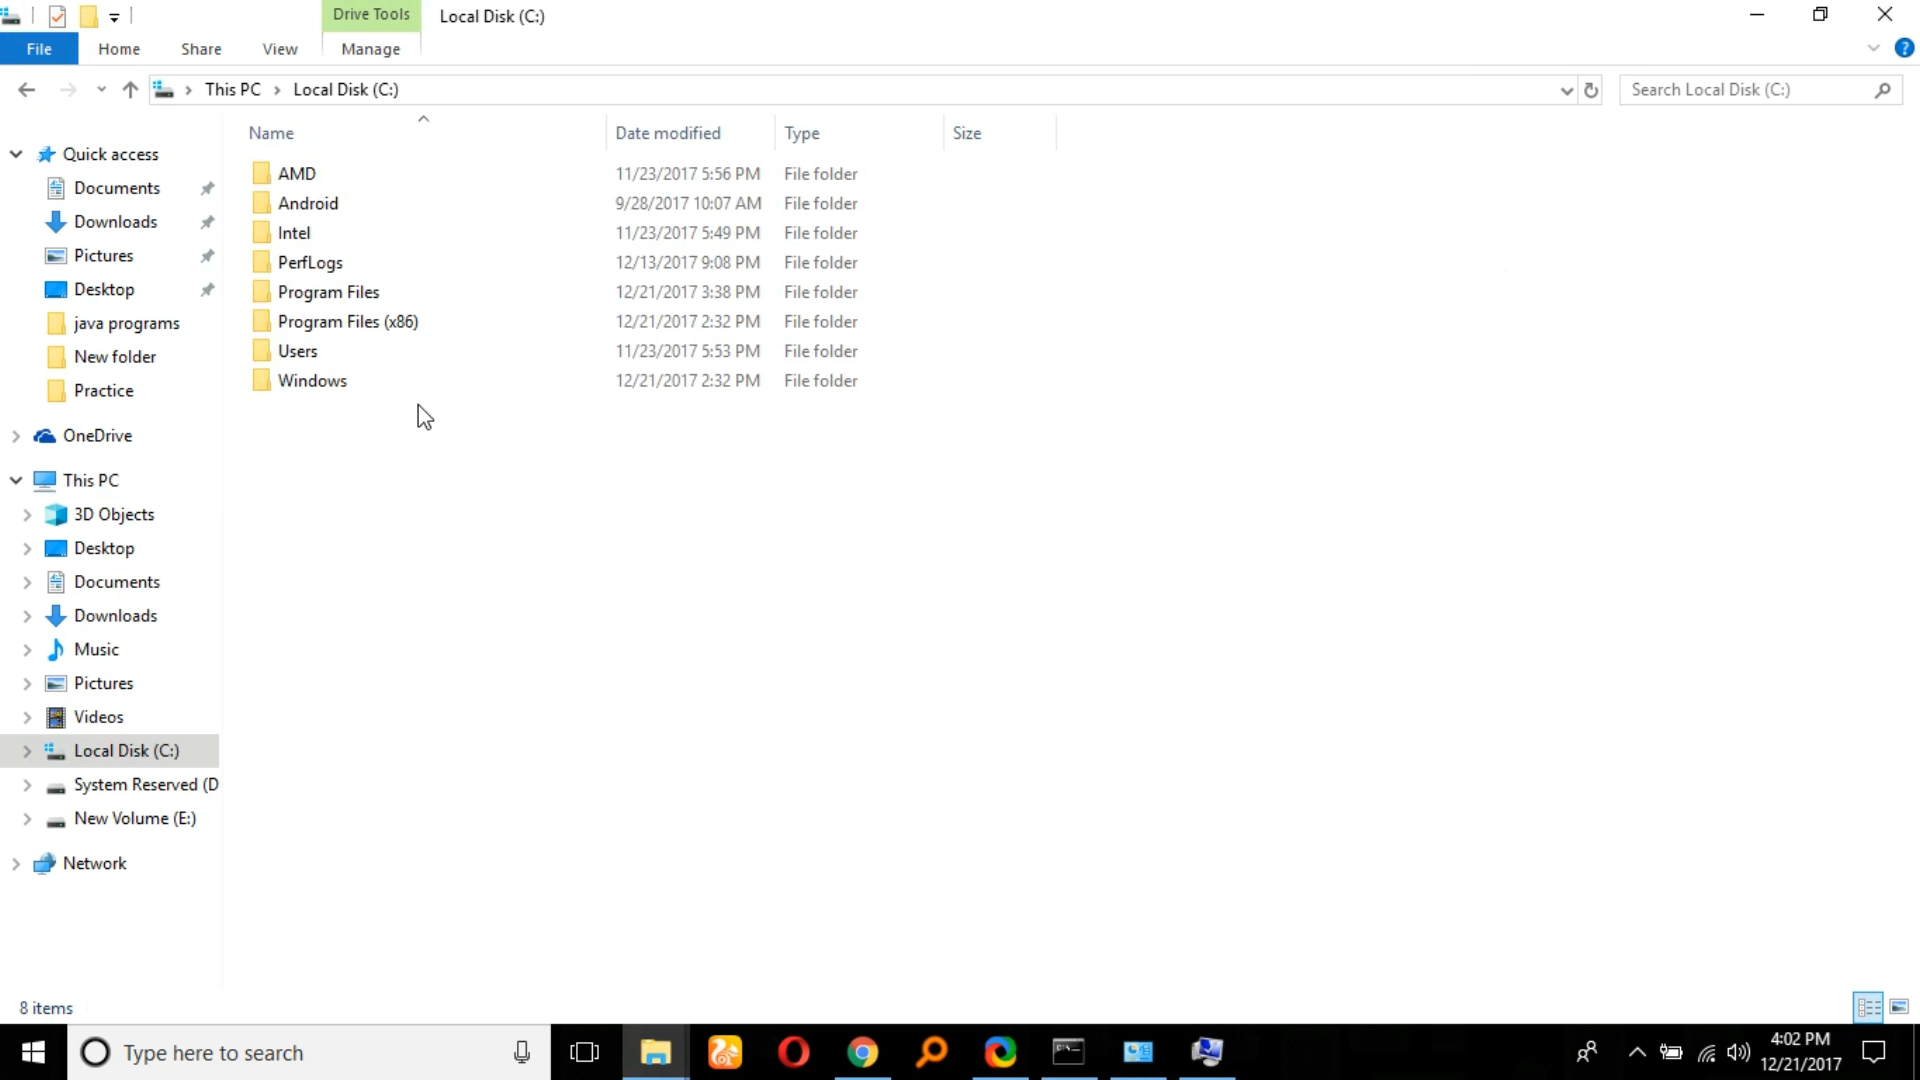 Drive Tools
Local Disk (C:)
File
Home
Share
View
Manage
This PC
Local Disk (C:)
Search Local Disk (C:)
Name
Date modified
Type
Size
AMD
11/23/2017 5:56 PM
File folder
Android
9/28/2017 10:07 AM
File folder
Intel
11/23/2017 5:49 PM
File folder
PerfLogs
12/13/2017 9:08 PM
File folder
Program Files
12/21/2017 3:38 PM
File folder
Program Files (x86)
12/21/2017 2:32 PM
File folder
Users
11/23/2017 5:53 PM
File folder
Windows
12/21/2017 2:32 PM
File folder
Quick access
Documents
Downloads
Pictures
Desktop
java programs
New folder
Practice
OneDrive
This PC
3D Objects
Desktop
Documents
Downloads
Music
Pictures
Videos
Local Disk (C:)
System Reserved (D
New Volume (E:)
Network
8 items
Type here to search
4:02 PM
12/21/2017